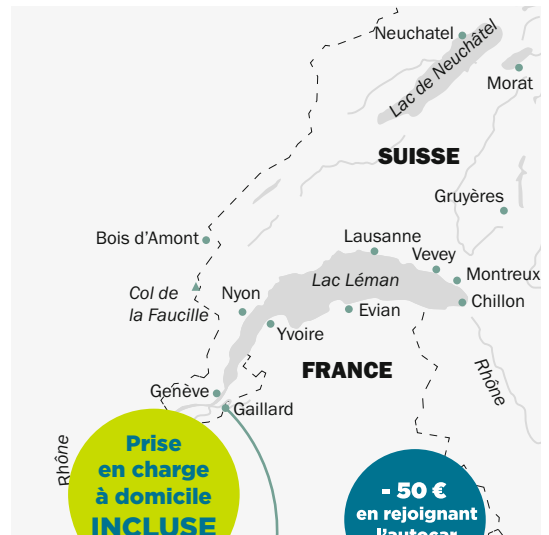 Neuchatel
Lac de Neuchâtel
Morat
SUISSE
Gruyères
Bois d'Amont
Lausanne
Vevey
Montreux
Lac Léman
Col de
la Faucille
Nyon
Chillon
Evian
Yvoire
FRANCE
Rhône
Genève
Gaillard
Rhône
Prise
en charge
à domicile
INCLUSE
- 50 €
en rejoignant
l'autocar